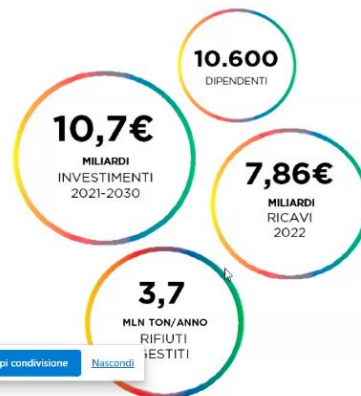 10.600
DIPENDENTI
10,7€
MILIARDI
INVESTIMENTI
2021-2030
7,86€
MILIARDI
RICAVI
2022
3,7
MLN TON/ANNO
RIFIUTI
GESTITI
condivisione
Nascondi